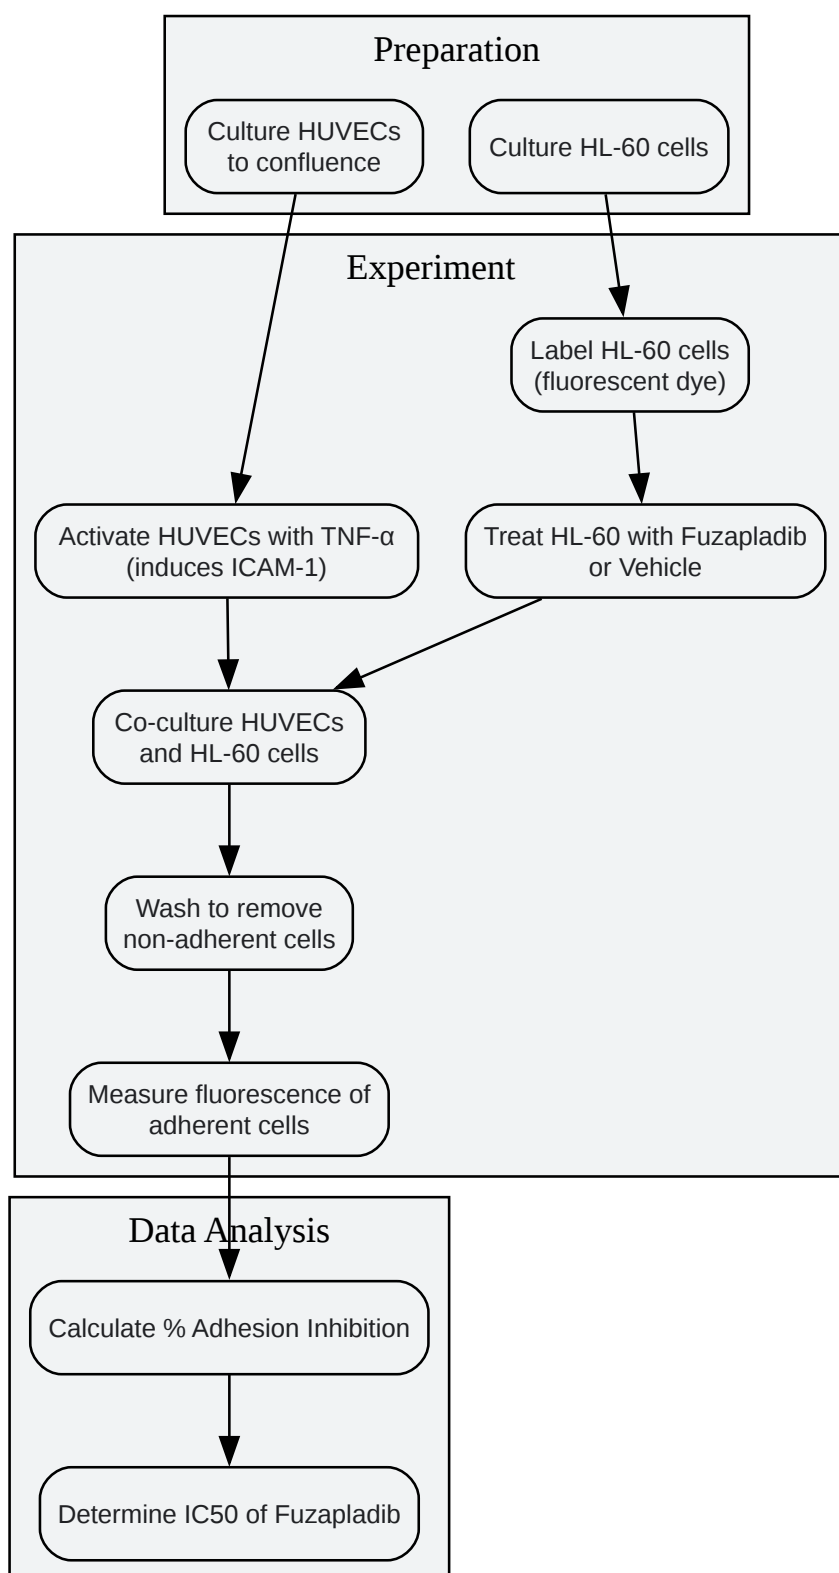 Preparation
Culture HUVECs
to confluence
Culture HL-60 cells
Experiment
Label HL-60 cells
(fluorescent dye)
Activate HUVECs with TNF-α
(induces ICAM-1)
Treat HL-60 with Fuzapladib
or Vehicle
Co-culture HUVECs
and HL-60 cells
Wash to remove
non-adherent cells
Measure fluorescence of
adherent cells
Data Analysis
Calculate % Adhesion Inhibition
Determine IC50 of Fuzapladib